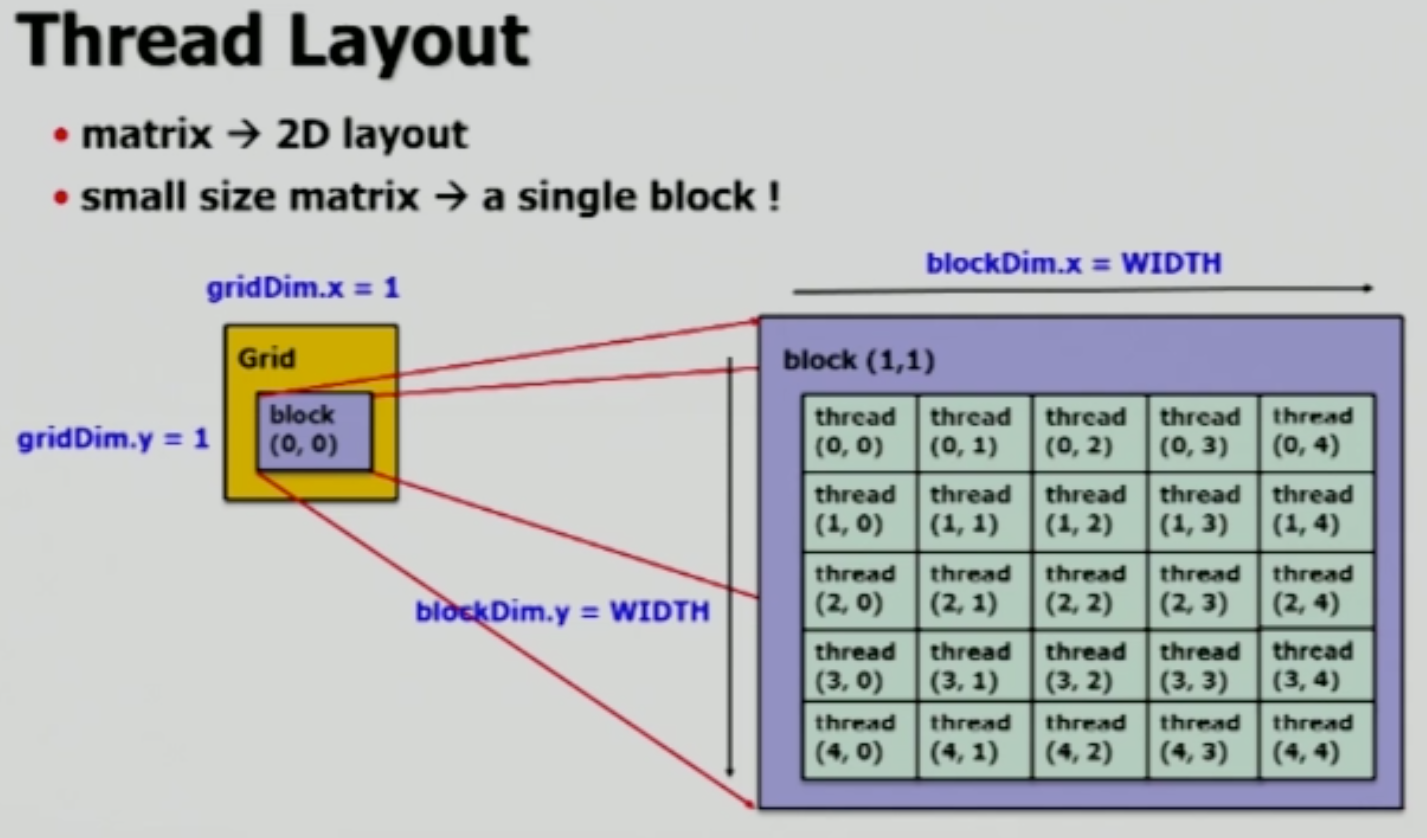 Thread Layout
• matrix → 2D layout
• small size matrix → a single block !
blockDim.x = WIDTH
gridDim.x = 1
Grid
block
(0, 0)
gridDim.y = 1
blockDim.y = WIDTH
block (1,1)
thread (0, 0) thread (0, 1) thread (0, 2) thread (0, 3) thread (0, 4)
thread (1, 0) thread (1, 1) thread (1, 2) thread (1, 3) thread (1, 4)
thread (2, 0) thread (2, 1) thread (2, 2) thread (2, 3) thread (2, 4)
thread (3, 0) thread (3, 1) thread (3, 2) thread (3, 3) thread (3, 4)
thread (4, 0) thread (4, 1) thread (4, 2) thread (4, 3) thread (4, 4)